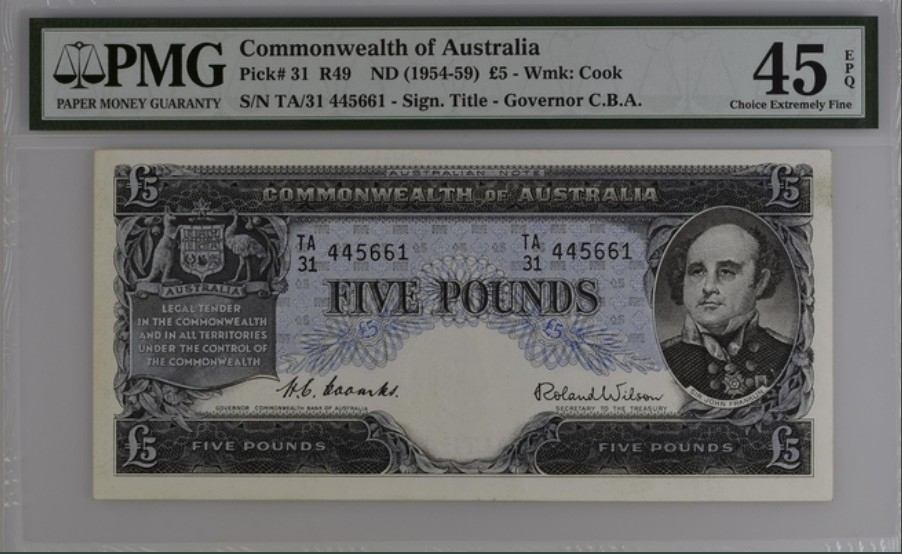 PMG
PAPER MONEY GUARANTY
Commonwealth of Australia
Pick# 31 R49 ND (1954-59) £5 - Wmk: Cook
S/N TA/31 445661 - Sign. Title - Governor C.B.A.
45
EPQ
Choice Extremely Fine
AUSTRALIAN NOTE
£5 COMMONWEALTH OF AUSTRALIA £5
TA
31 445661
TA
31 445661
AUSTRALIA
FIVE POUNDS
LEGAL TENDER
IN THE COMMONWEALTH
AND IN ALL TERRITORIES
UNDER THE CONTROL OF
THE COMMONWEALTH
£5 £5
H.C. Coombs.
Roland Wilson
SIR JOHN FRANKLIN
GOVERNOR COMMONWEALTH BANK OF AUSTRALIA
SECRETARY TO THE TREASURY
£5 FIVE POUNDS
FIVE POUNDS £5